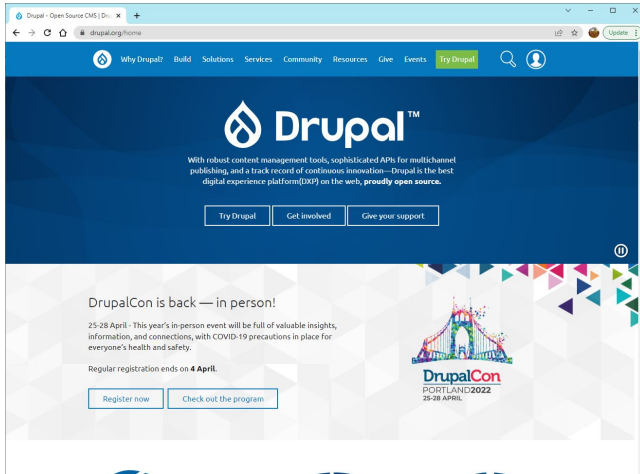 Drupal - Open Source CMS | Dru
drupal.org/home
Update
Why Drupal? Build Solutions Services Community Resources Give Events Try Drupal
Drupal™
With robust content management tools, sophisticated APIs for multichannel
publishing, and a track record of continuous innovation—Drupal is the best
digital experience platform(DXP) on the web, proudly open source.
Try Drupal Get involved Give your support
DrupalCon is back — in person!
25-28 April - This year's in-person event will be full of valuable insights,
information, and connections, with COVID-19 precautions in place for
everyone's health and safety.
Regular registration ends on 4 April.
Register now Check out the program
DrupalCon
PORTLAND2022
25-28 APRIL